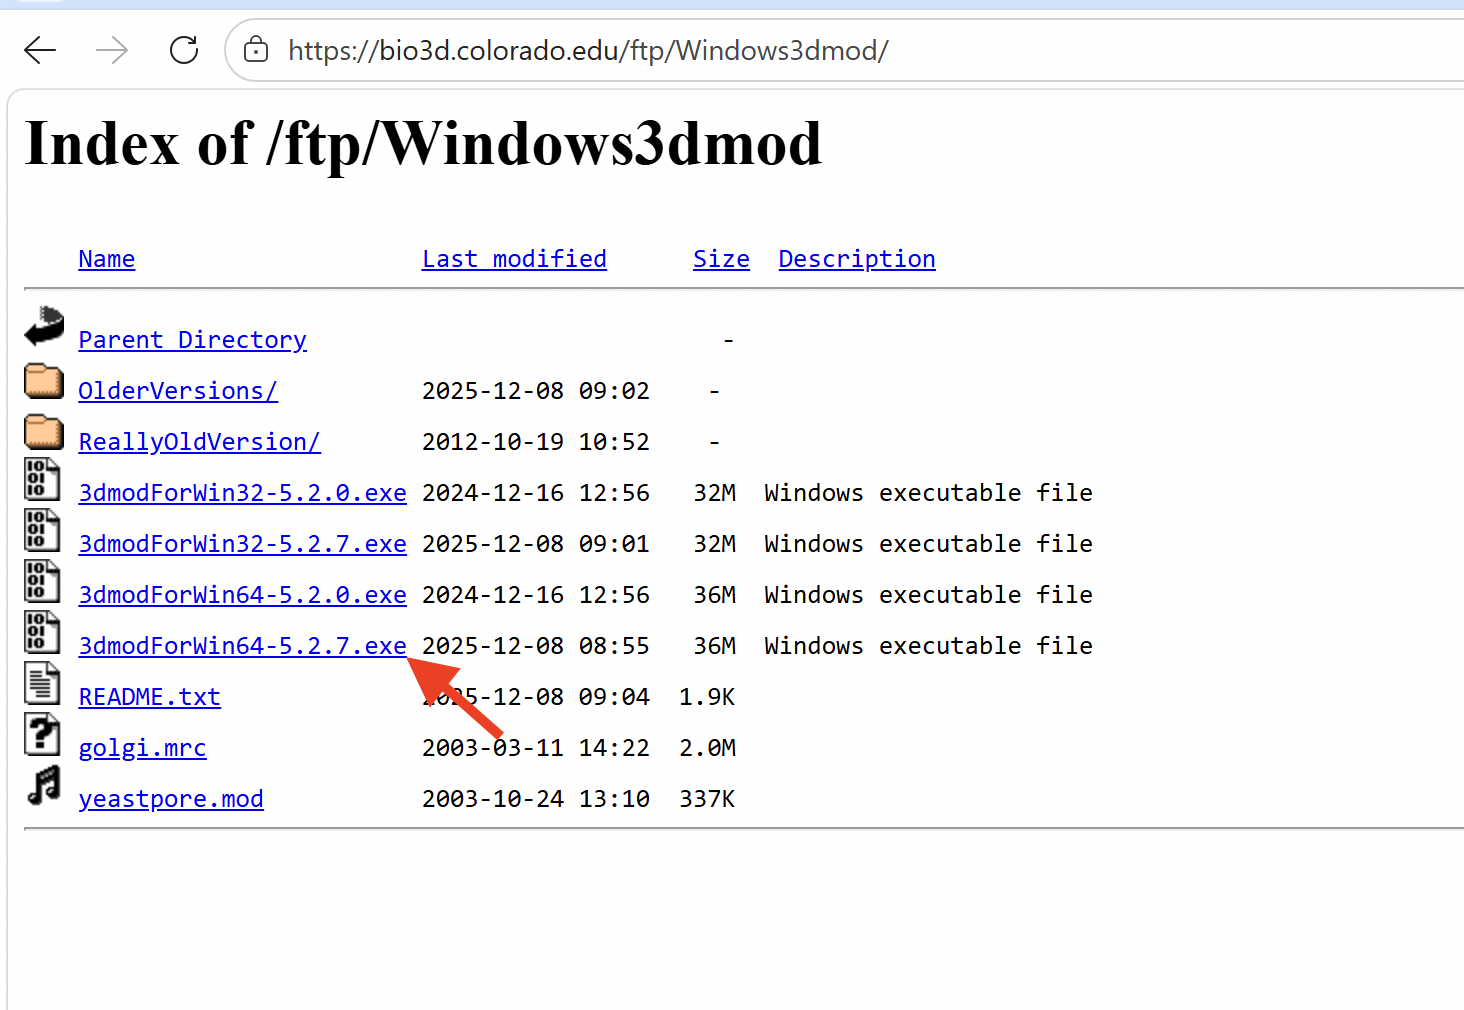 https://bio3d.colorado.edu/ftp/Windows3dmod/
Index of /ftp/Windows3dmod
Name Last modified Size Description
Parent Directory -
OlderVersions/ 2025-12-08 09:02 -
ReallyOldVersion/ 2012-10-19 10:52 -
3dmodForWin32-5.2.0.exe 2024-12-16 12:56 32M Windows executable file
3dmodForWin32-5.2.7.exe 2025-12-08 09:01 32M Windows executable file
3dmodForWin64-5.2.0.exe 2024-12-16 12:56 36M Windows executable file
3dmodForWin64-5.2.7.exe 2025-12-08 08:55 36M Windows executable file
README.txt 2025-12-08 09:04 1.9K
golgi.mrc 2003-03-11 14:22 2.0M
yeastpore.mod 2003-10-24 13:10 337K